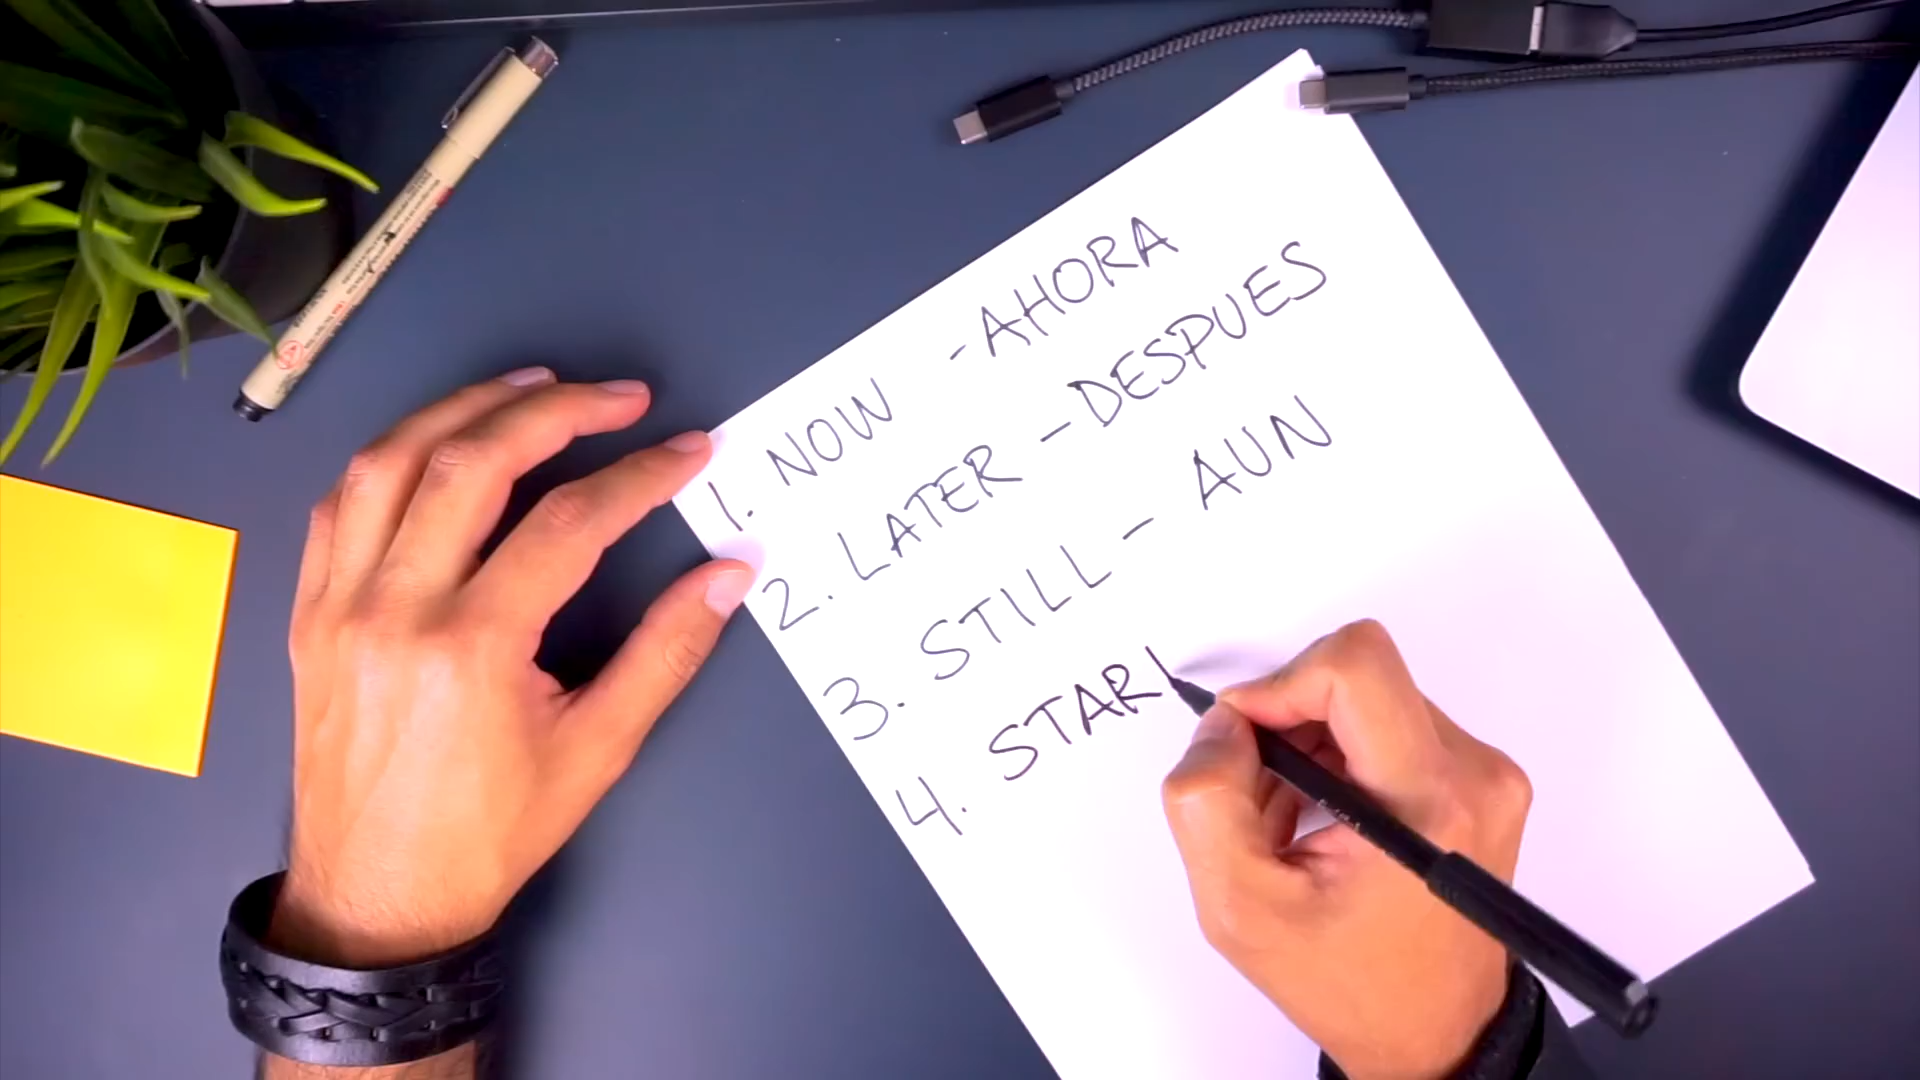 1. NOW - AHORA
2. LATER - DESPUES
3. STILL - AUN
4. STAR